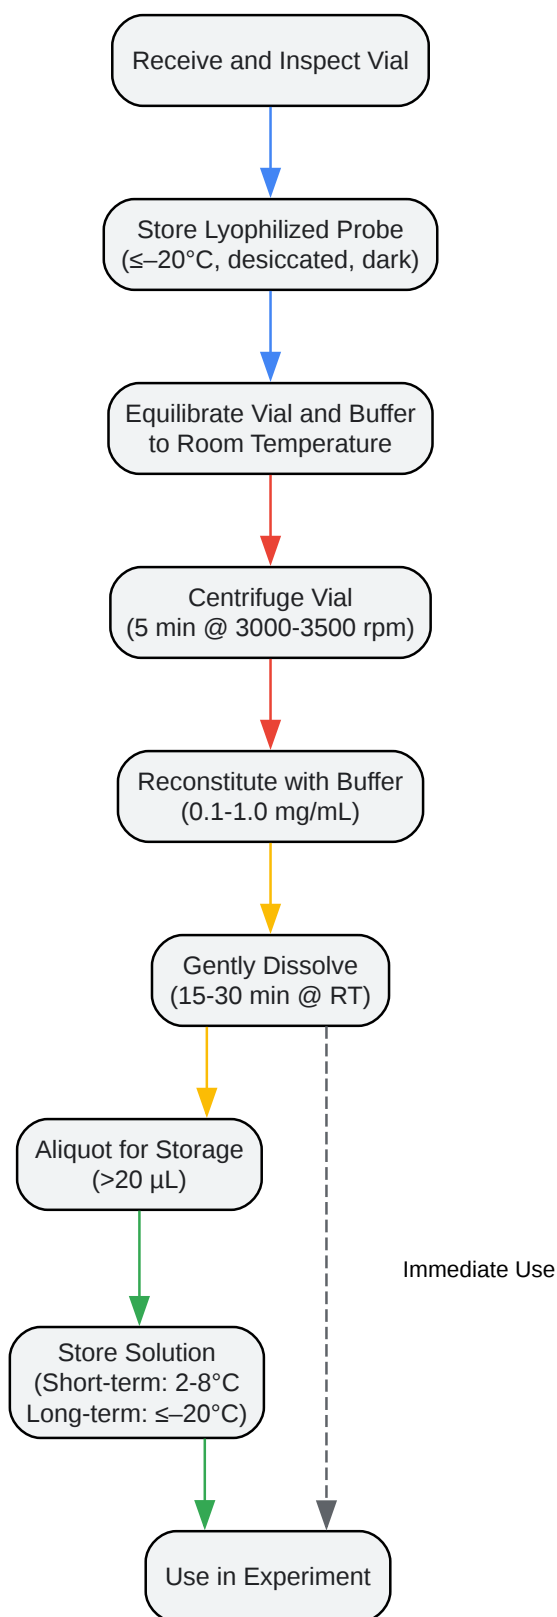 Receive and Inspect Vial
Store Lyophilized Probe
(≤–20°C, desiccated, dark)
Equilibrate Vial and Buffer
to Room Temperature
Centrifuge Vial
(5 min @ 3000-3500 rpm)
Reconstitute with Buffer
(0.1-1.0 mg/mL)
Gently Dissolve
(15-30 min @ RT)
Aliquot for Storage
(>20 µL)
Immediate Use
Store Solution
(Short-term: 2-8°C
Long-term: ≤–20°C)
Use in Experiment